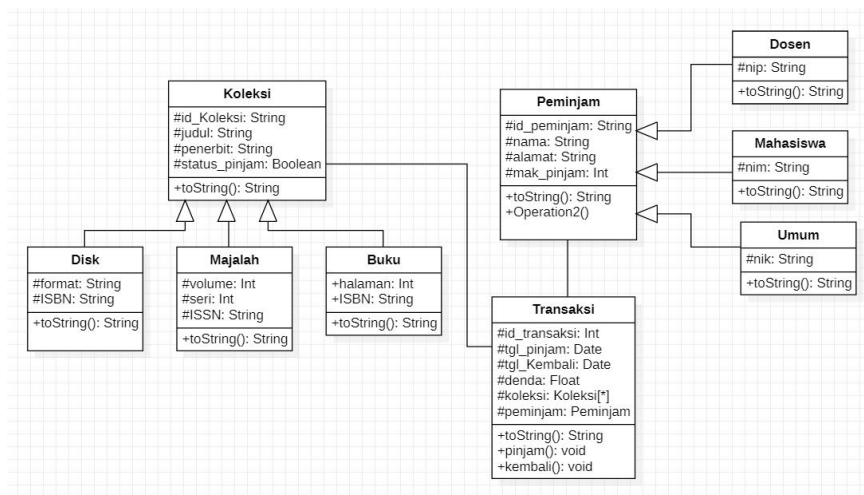 Koleksi
#id_Koleksi: String
#judul: String
#penerbit: String
#status_pinjam: Boolean
+toString(): String
Disk
#format: String
#ISBN: String
+toString(): String
Majalah
#volume: Int
#seri: Int
#ISSN: String
+toString(): String
Buku
+halaman: Int
+ISBN: String
+toString(): String
Peminjam
#id_peminjam: String
#nama: String
#alamat: String
#mak_pinjam: Int
+toString(): String
+Operation2()
Dosen
#nip: String
+toString(): String
Mahasiswa
#nim: String
+toString(): String
Umum
#nik: String
+toString(): String
Transaksi
#id_transaksi: Int
#tgl_pinjam: Date
#tgl_Kembali: Date
#denda: Float
#koleksi: Koleksi[*]
#peminjam: Peminjam
+toString(): String
+pinjam(): void
+kembali(): void